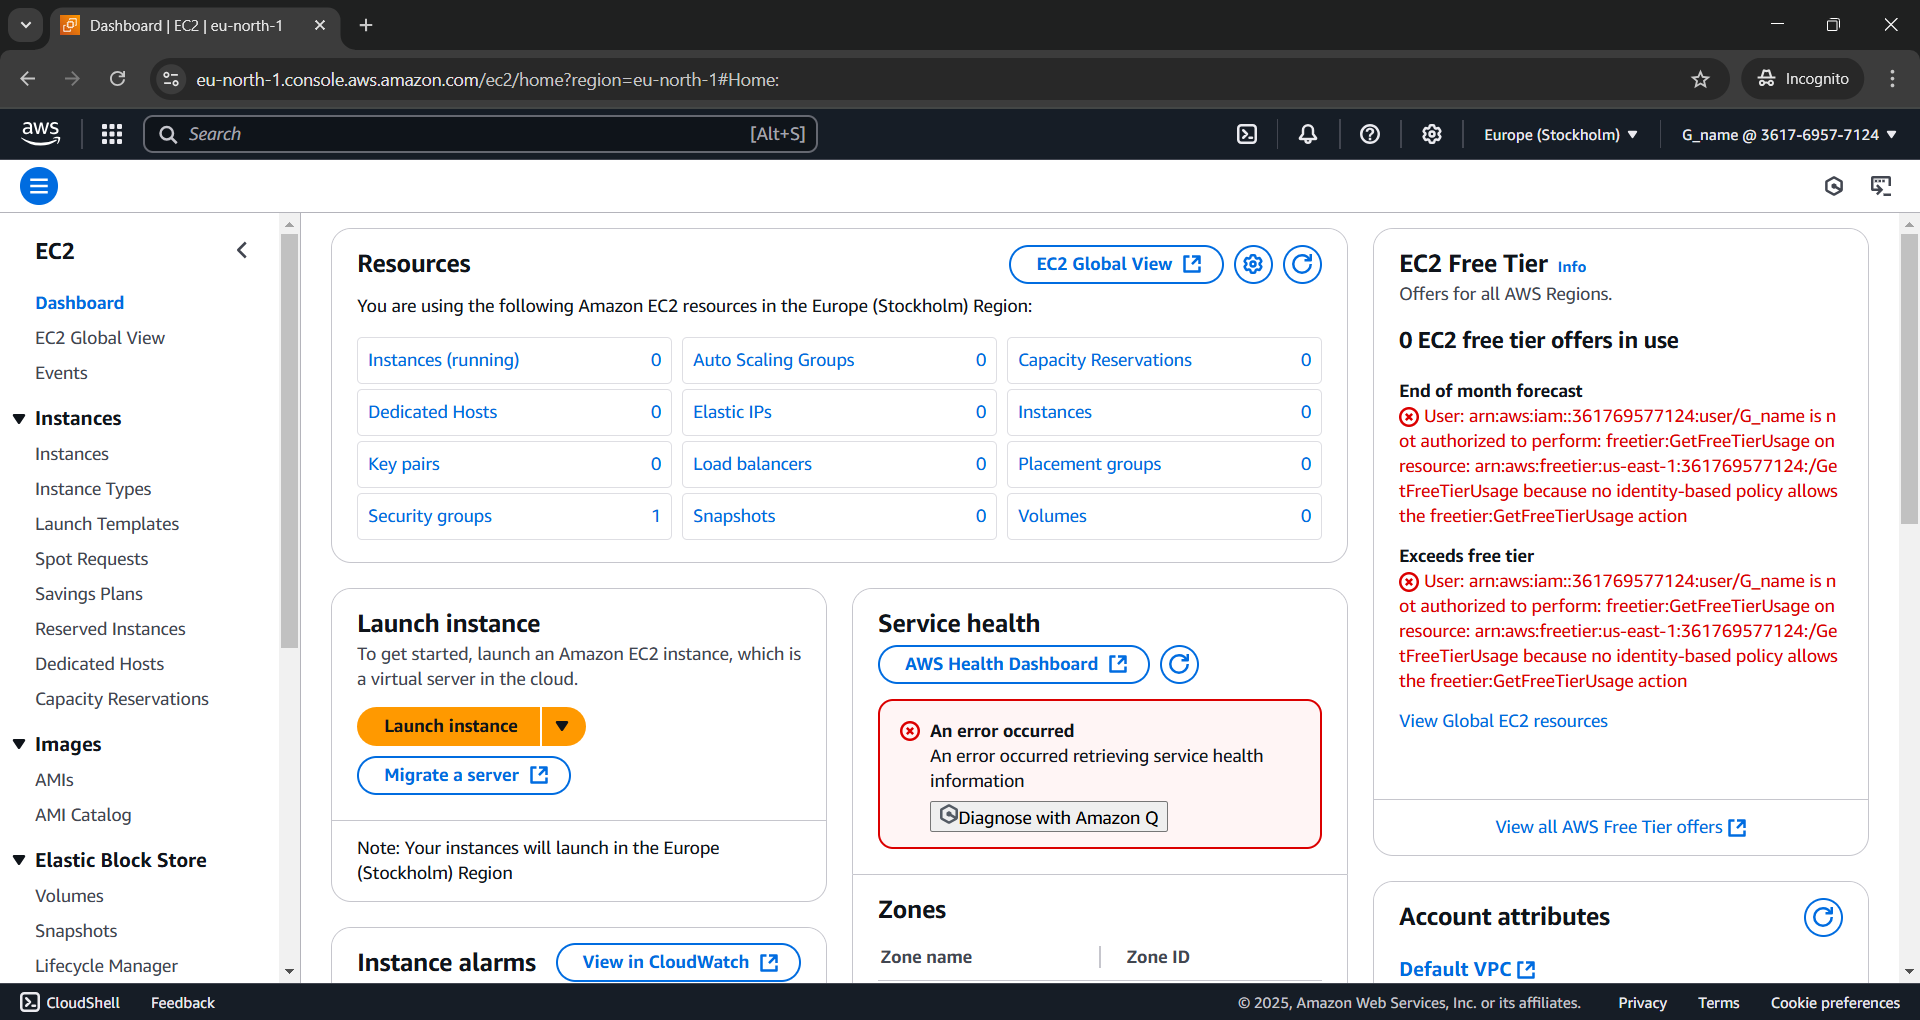 Dashboard | EC2 | eu-north-1
eu-north-1.console.aws.amazon.com/ec2/home?region=eu-north-1#Home:
Incognito
aws
Search
[Alt+S]
Europe (Stockholm)
G_name @ 3617-6957-7124
EC2
Dashboard
EC2 Global View
Events
Instances
Instances
Instance Types
Launch Templates
Spot Requests
Savings Plans
Reserved Instances
Dedicated Hosts
Capacity Reservations
Images
AMIs
AMI Catalog
Elastic Block Store
Volumes
Snapshots
Lifecycle Manager
Resources
EC2 Global View
You are using the following Amazon EC2 resources in the Europe (Stockholm) Region:
Instances (running) 0
Auto Scaling Groups 0
Capacity Reservations 0
Dedicated Hosts 0
Elastic IPs 0
Instances 0
Key pairs 0
Load balancers 0
Placement groups 0
Security groups 1
Snapshots 0
Volumes 0
Launch instance
To get started, launch an Amazon EC2 instance, which is
a virtual server in the cloud.
Launch instance
Migrate a server
Note: Your instances will launch in the Europe
(Stockholm) Region
Instance alarms
View in CloudWatch
Service health
AWS Health Dashboard
An error occurred
An error occurred retrieving service health
information
Diagnose with Amazon Q
Zones
Zone name
Zone ID
EC2 Free Tier Info
Offers for all AWS Regions.
0 EC2 free tier offers in use
End of month forecast
User: arn:aws:iam::361769577124:user/G_name is n
ot authorized to perform: freetier:GetFreeTierUsage on
resource: arn:aws:freetier:us-east-1:361769577124:/Ge
tFreeTierUsage because no identity-based policy allows
the freetier:GetFreeTierUsage action
Exceeds free tier
User: arn:aws:iam::361769577124:user/G_name is n
ot authorized to perform: freetier:GetFreeTierUsage on
resource: arn:aws:freetier:us-east-1:361769577124:/Ge
tFreeTierUsage because no identity-based policy allows
the freetier:GetFreeTierUsage action
View Global EC2 resources
View all AWS Free Tier offers
Account attributes
Default VPC
CloudShell
Feedback
© 2025, Amazon Web Services, Inc. or its affiliates.
Privacy
Terms
Cookie preferences